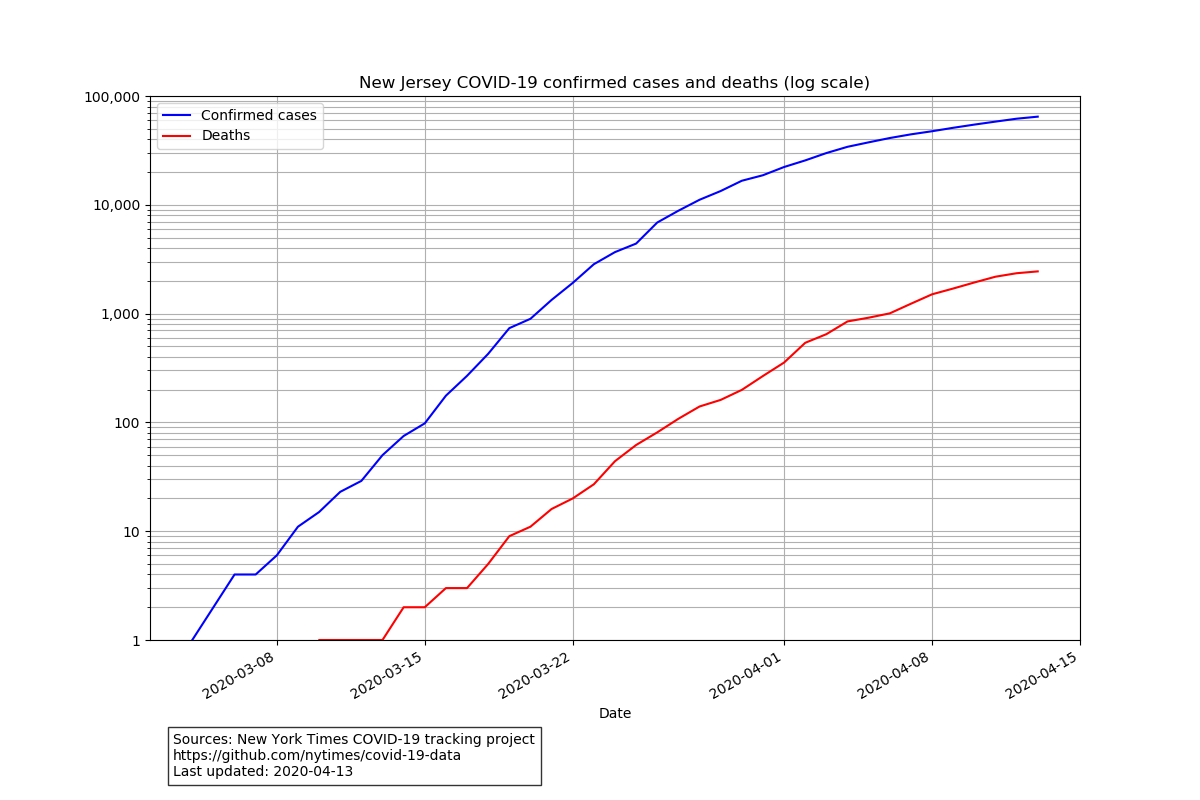 New Jersey COVID-19 confirmed cases and deaths (log scale)
100,000
Confirmed cases
Deaths
10,000
1,000
100
10
1
2020-03-08
2020-03-15
2020-03-22
2020-04-01
2020-04-08
2020-04-15
Date
Sources: New York Times COVID-19 tracking project
https://github.com/nytimes/covid-19-data
Last updated: 2020-04-13